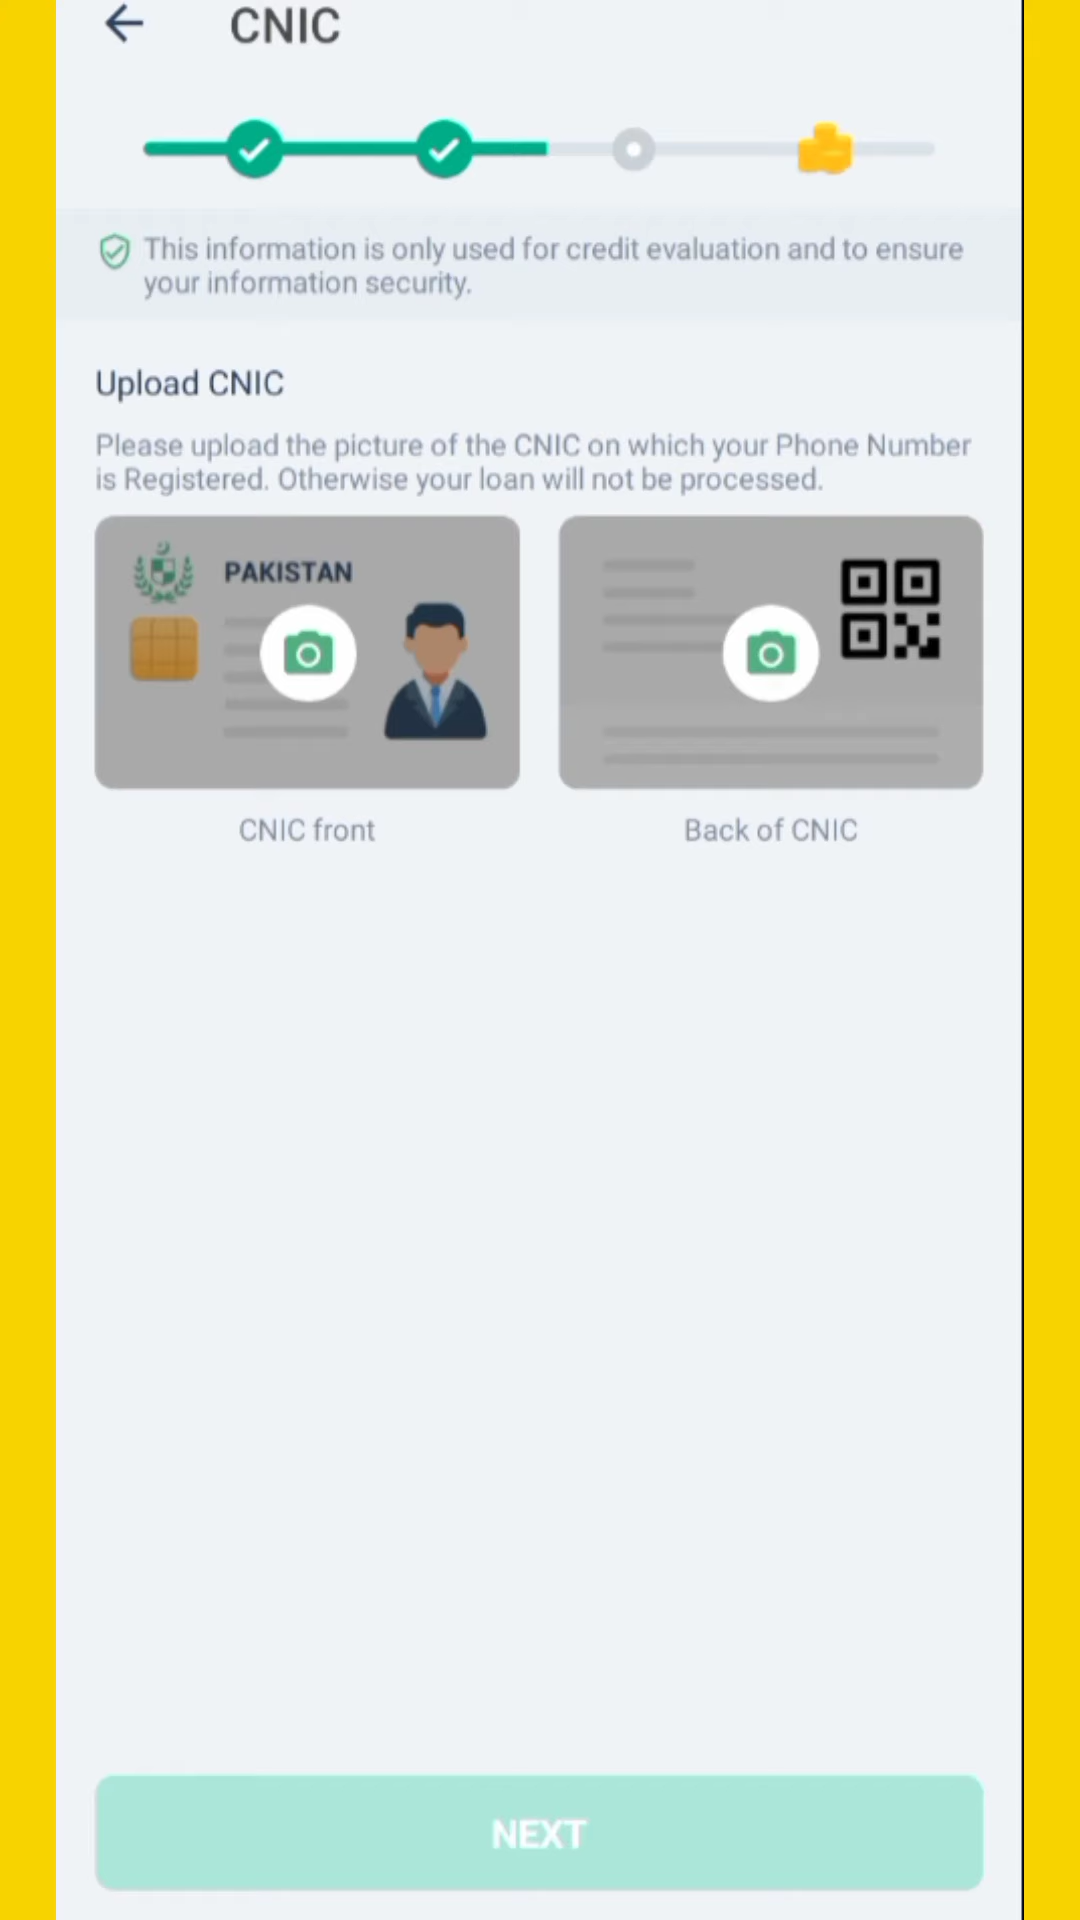 CNIC
This information is only used for credit evaluation and to ensure
your information security.
Upload CNIC
Please upload the picture of the CNIC on which your Phone Number
is Registered. Otherwise your loan will not be processed.
PAKISTAN
CNIC front
Back of CNIC
NEXT